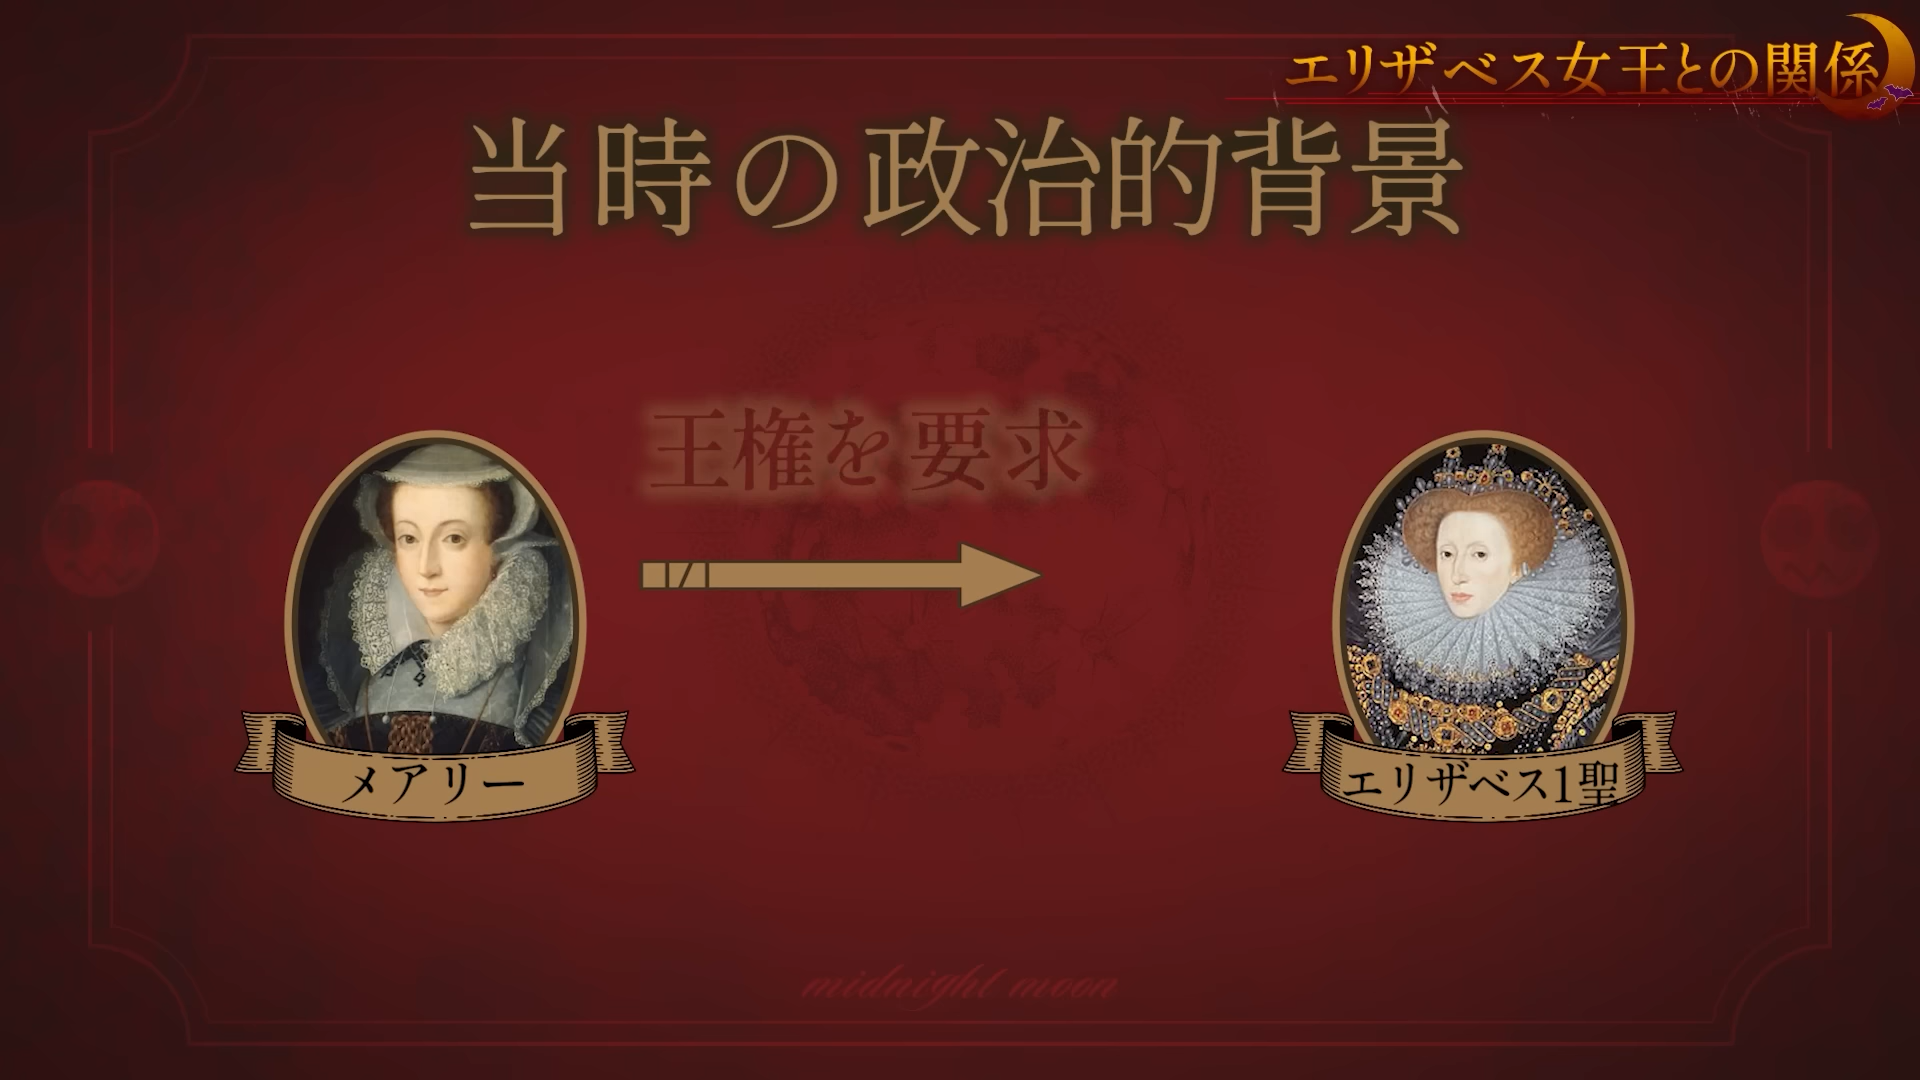 エリザベス女王との関係
当時の政治的背景
王権を要求
メアリー
エリザベス1聖
midnight moon